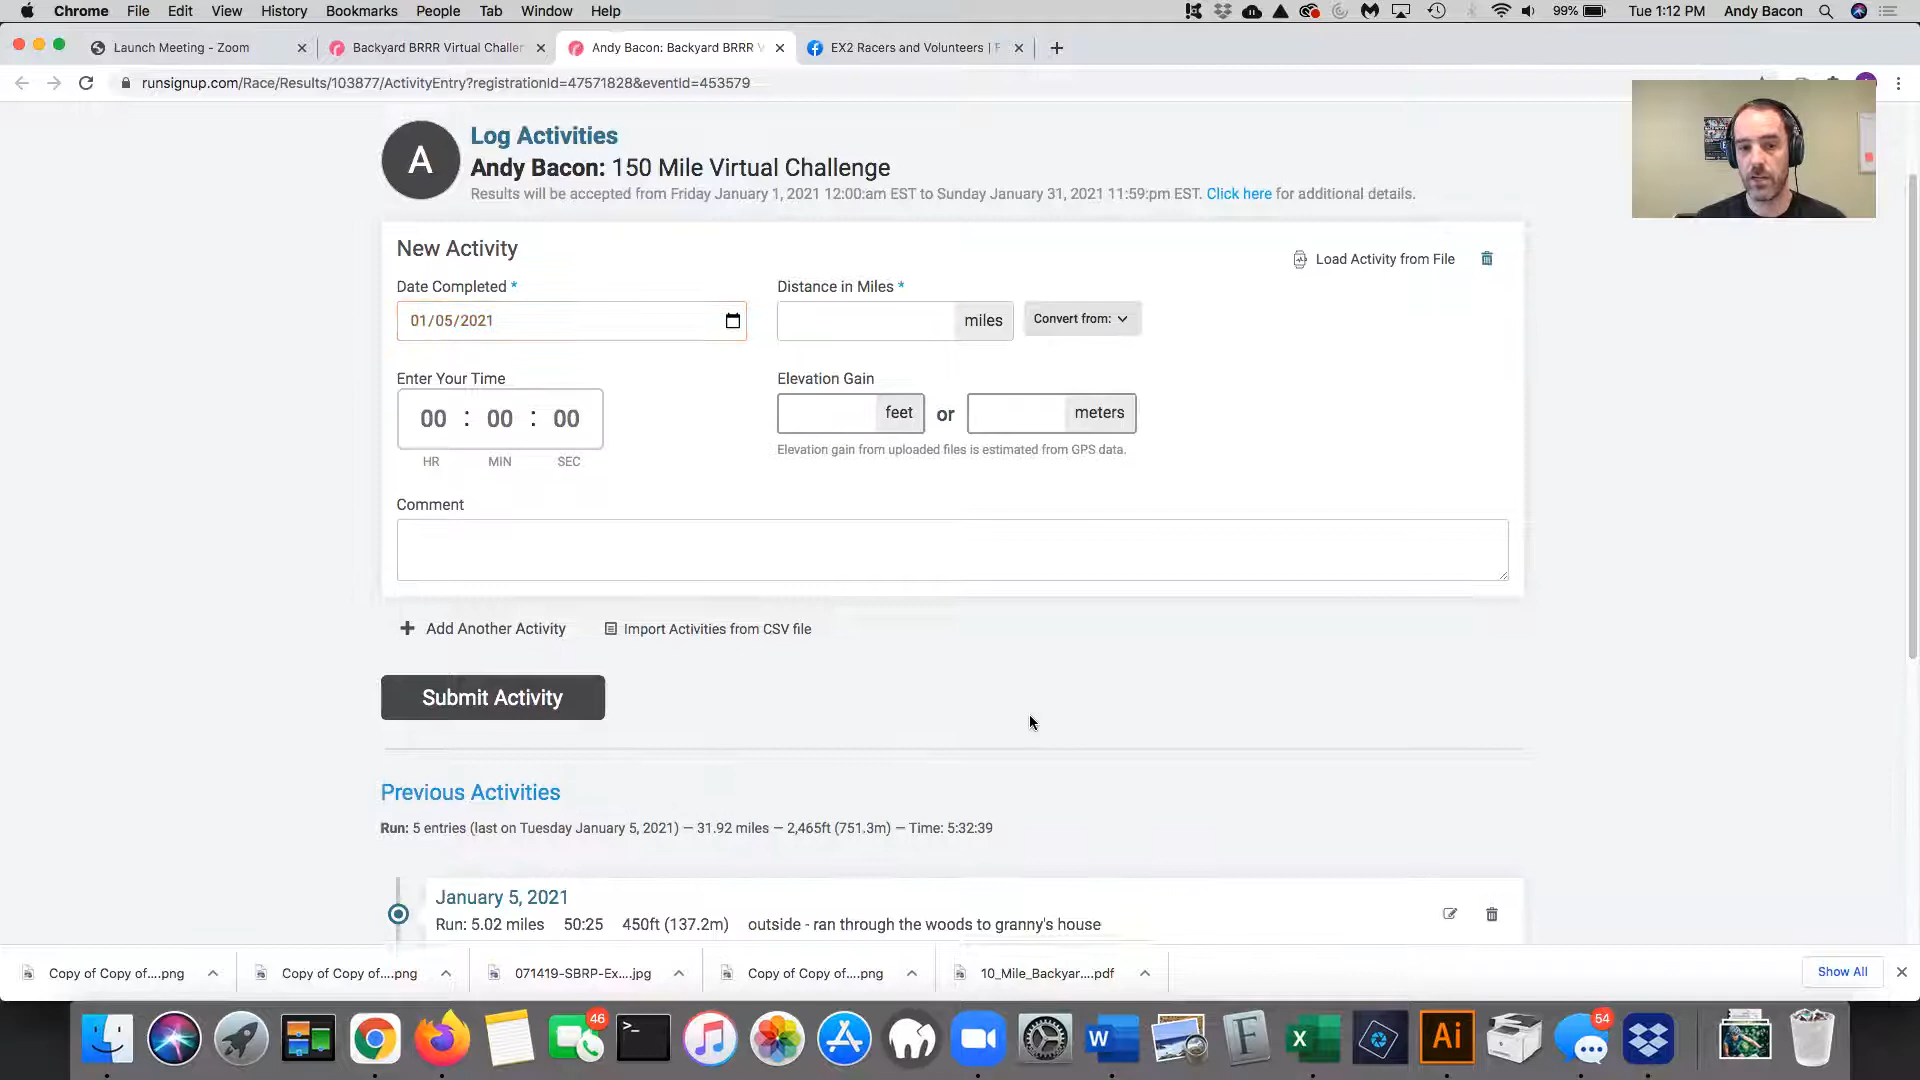 Chrome File Edit View History Bookmarks People Tab Window Help 99% Tue 1:12 PM Andy Bacon
Launch Meeting - Zoom Backyard BRRR Virtual Challer Andy Bacon: Backyard BRRR V EX2 Racers and Volunteers | F
runsignup.com/Race/Results/103877/ActivityEntry?registrationId=47571828&eventId=453579
A
Log Activities
Andy Bacon: 150 Mile Virtual Challenge
Results will be accepted from Friday January 1, 2021 12:00:am EST to Sunday January 31, 2021 11:59:pm EST. Click here for additional details.
New Activity
Load Activity from File
Date Completed * Distance in Miles *
01/05/2021 miles Convert from:
Enter Your Time Elevation Gain
00 : 00 : 00 feet or meters
HR MIN SEC
Elevation gain from uploaded files is estimated from GPS data.
Comment
+ Add Another Activity Import Activities from CSV file
Submit Activity
Previous Activities
Run: 5 entries (last on Tuesday January 5, 2021) — 31.92 miles — 2,465ft (751.3m) — Time: 5:32:39
January 5, 2021
Run: 5.02 miles 50:25 450ft (137.2m) outside - ran through the woods to granny's house
Copy of Copy of....png Copy of Copy of....png 071419-SBRP-Ex....jpg Copy of Copy of....png 10_Mile_Backyar....pdf Show All
46 54
W F X Ai